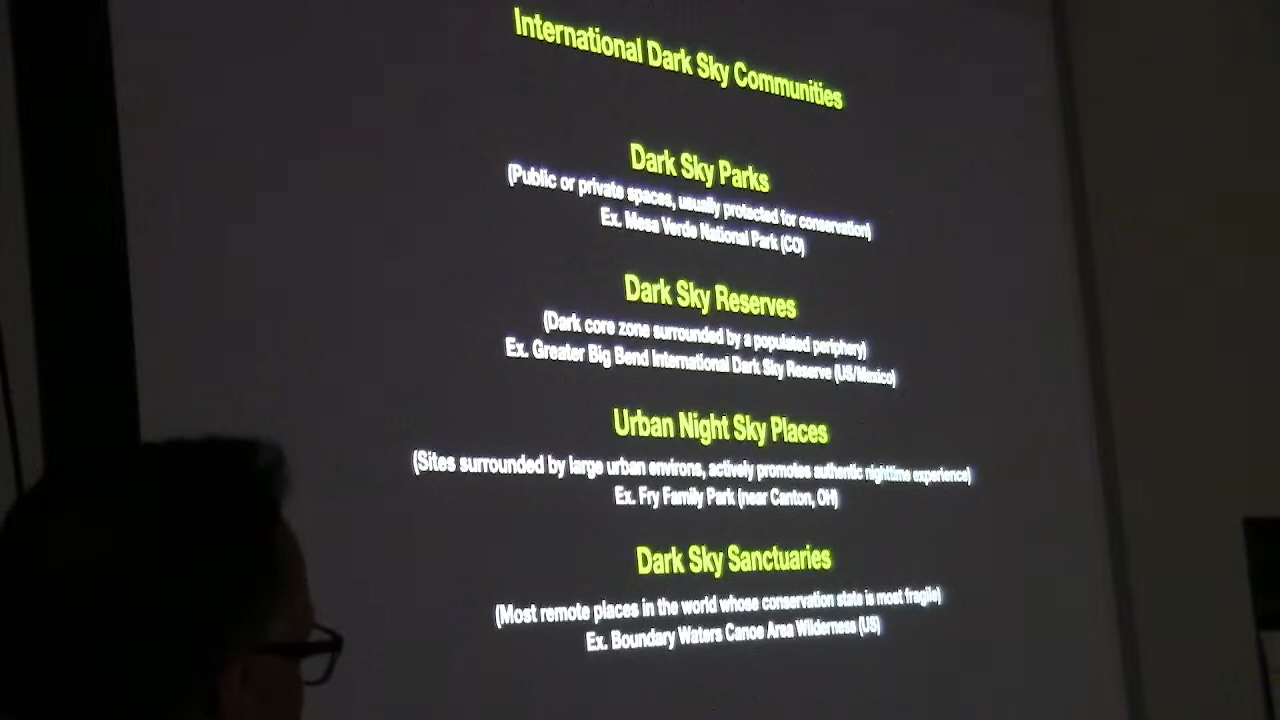 International Dark Sky Communities
Dark Sky Parks
(Public or private spaces, usually protected for conservation)
Ex. Mesa Verde National Park (CO)
Dark Sky Reserves
(Dark core zone surrounded by a populated periphery)
Ex. Greater Big Bend International Dark Sky Reserve (US/Mexico)
Urban Night Sky Places
(Sites surrounded by large urban environs, actively promotes authentic nighttime experience)
Ex. Fry Family Park (near Canton, OH)
Dark Sky Sanctuaries
(Most remote places in the world whose conservation state is most fragile)
Ex. Boundary Waters Canoe Area Wilderness (US)